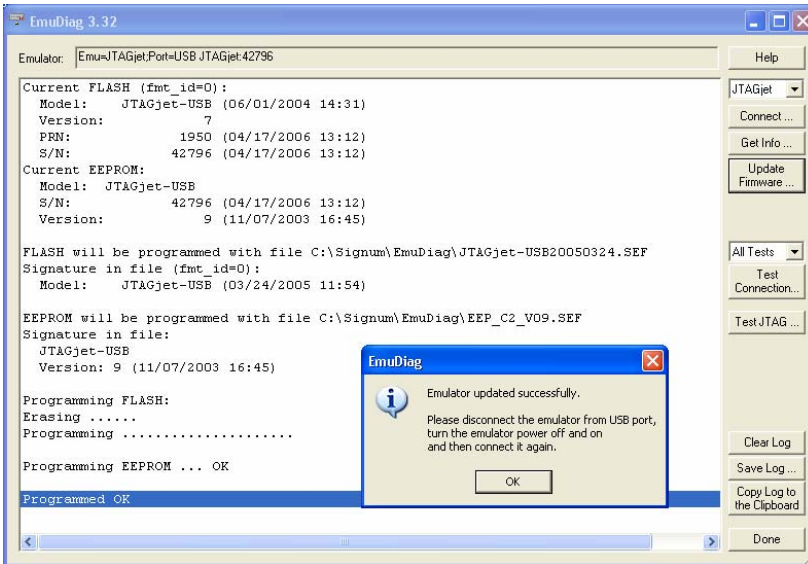 EmuDiag 3.32
Emulator: Emu=JTAGjet;Port=USB JTAGjet:42796
Help
Current FLASH (fmt_id=0):
Model: JTAGjet-USB (06/01/2004 14:31)
Version: 7
PRN: 1950 (04/17/2006 13:12)
S/N: 42796 (04/17/2006 13:12)
Current EEPROM:
Model: JTAGjet-USB
S/N: 42796 (04/17/2006 13:12)
Version: 9 (11/07/2003 16:45)
FLASH will be programmed with file C:\Signum\EmuDiag\JTAGjet-USB20050324.SEF
Signature in file (fmt_id=0):
Model: JTAGjet-USB (03/24/2005 11:54)
EEPROM will be programmed with file C:\Signum\EmuDiag\EEP_C2_V09.SEF
Signature in file:
JTAGjet-USB
Version: 9 (11/07/2003 16:45)
Programming FLASH:
Erasing ......
Programming .....................
Programming EEPROM ... OK
Programmed OK
EmuDiag
Emulator updated successfully.
Please disconnect the emulator from USB port,
turn the emulator power off and on
and then connect it again.
OK
JTAGjet
Connect ...
Get Info ...
Update
Firmware ...
All Tests
Test
Connection...
Test JTAG ...
Clear Log
Save Log ...
Copy Log to
the Clipboard
Done